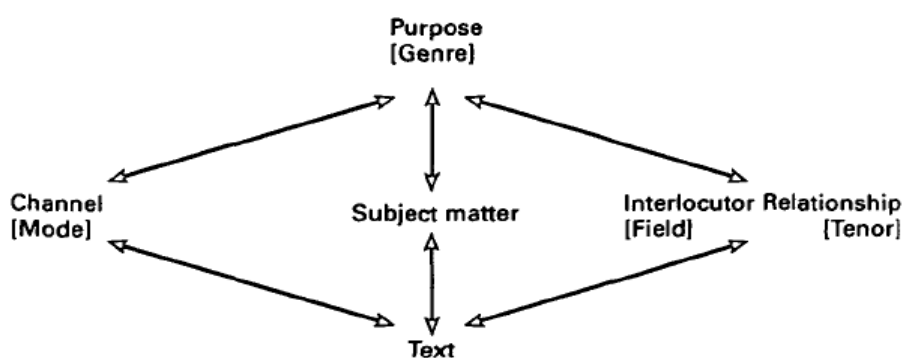 Purpose
[Genre]
Channel
[Mode]
Subject matter
Interlocutor Relationship
[Field] [Tenor]
Text